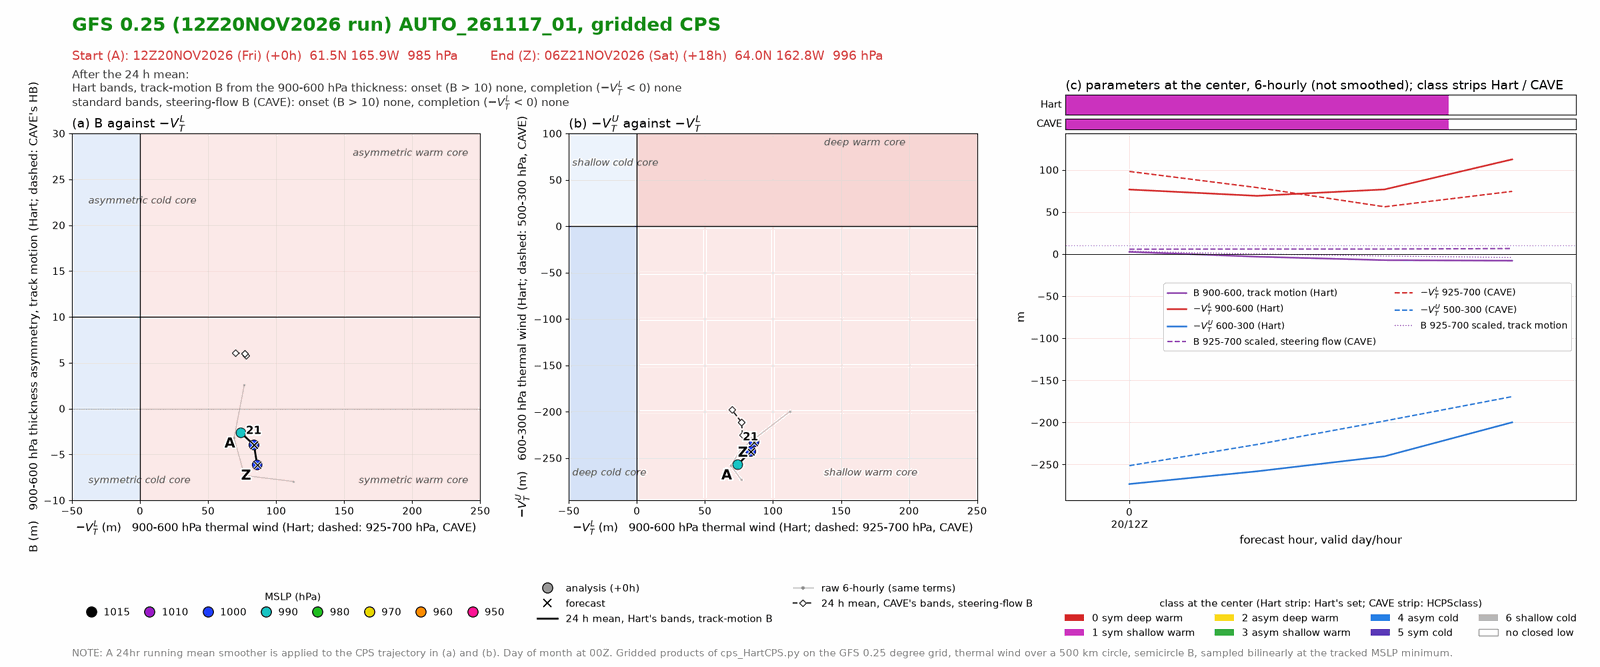 GFS 0.25 (12Z20NOV2026 run) AUTO_261117_01, gridded CPS
Start (A): 12Z20NOV2026 (Fri) (+0h)  61.5N 165.9W  985 hPa
End (Z): 06Z21NOV2026 (Sat) (+18h)  64.0N 162.8W  996 hPa
After the 24 h mean:
Hart bands, track-motion B from the 900-600 hPa thickness: onset (B > 10) none, completion (−V_T^L < 0) none
standard bands, steering-flow B (CAVE): onset (B > 10) none, completion (−V_T^L < 0) none
(a) B against −V_T^L
B (m)   900-600 hPa thickness asymmetry, track motion (Hart; dashed: CAVE's HB)
30
25
20
15
10
5
0
−5
−10
asymmetric warm core
asymmetric cold core
symmetric cold core
symmetric warm core
A
21
Z
−50
0
50
100
150
200
250
−V_T^L (m)   900-600 hPa thermal wind (Hart; dashed: 925-700 hPa, CAVE)
(b) −V_T^U against −V_T^L
−V_T^U (m)   600-300 hPa thermal wind (Hart; dashed: 500-300 hPa, CAVE)
100
50
0
−50
−100
−150
−200
−250
deep warm core
shallow cold core
deep cold core
shallow warm core
21
Z
A
−50
0
50
100
150
200
250
−V_T^L (m)   900-600 hPa thermal wind (Hart; dashed: 925-700 hPa, CAVE)
(c) parameters at the center, 6-hourly (not smoothed); class strips Hart / CAVE
Hart
CAVE
m
100
50
0
−50
−100
−150
−200
−250
B 900-600, track motion (Hart)
−V_T^L 900-600 (Hart)
−V_T^U 600-300 (Hart)
B 925-700 scaled, steering flow (CAVE)
−V_T^L 925-700 (CAVE)
−V_T^U 500-300 (CAVE)
B 925-700 scaled, track motion
0
20/12Z
forecast hour, valid day/hour
MSLP (hPa)
1015
1010
1000
990
980
970
960
950
analysis (+0h)
forecast
24 h mean, Hart's bands, track-motion B
raw 6-hourly (same terms)
24 h mean, CAVE's bands, steering-flow B
class at the center (Hart strip: Hart's set; CAVE strip: HCPSclass)
0 sym deep warm
1 sym shallow warm
2 asym deep warm
3 asym shallow warm
4 asym cold
5 sym cold
6 shallow cold
no closed low
NOTE: A 24hr running mean smoother is applied to the CPS trajectory in (a) and (b). Day of month at 00Z. Gridded products of cps_HartCPS.py on the GFS 0.25 degree grid, thermal wind over a 500 km circle, semicircle B, sampled bilinearly at the tracked MSLP minimum.